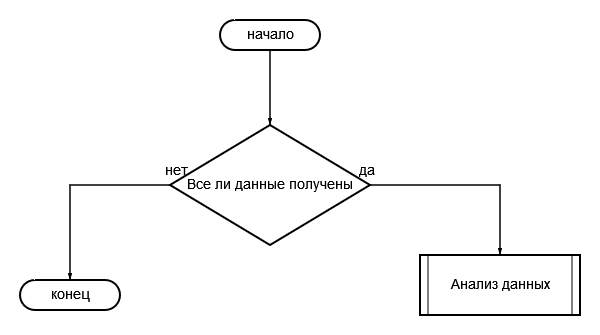 начало
нет
да
Все ли данные получены
конец
Анализ данных